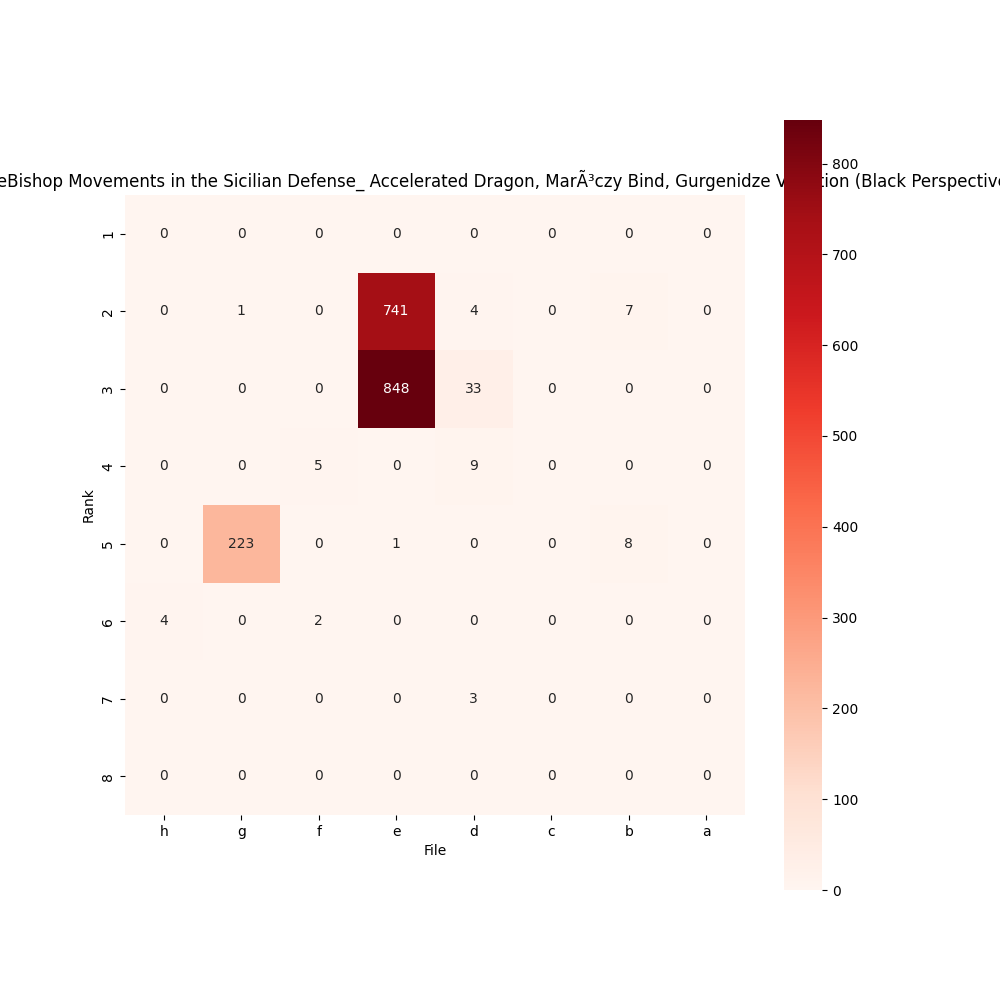 eBishop Movements in the Sicilian Defense_ Accelerated Dragon, MarÃ³czy Bind, Gurgenidze V tion (Black Perspective
800
700
600
500
400
300
200
100
0
Rank
1 0 0 0 0 0 0 0 0
2 0 1 0 741 4 0 7 0
3 0 0 0 848 33 0 0 0
4 0 0 5 0 9 0 0 0
5 0 223 0 1 0 0 8 0
6 4 0 2 0 0 0 0 0
7 0 0 0 0 3 0 0 0
8 0 0 0 0 0 0 0 0
h g f e d c b a
File